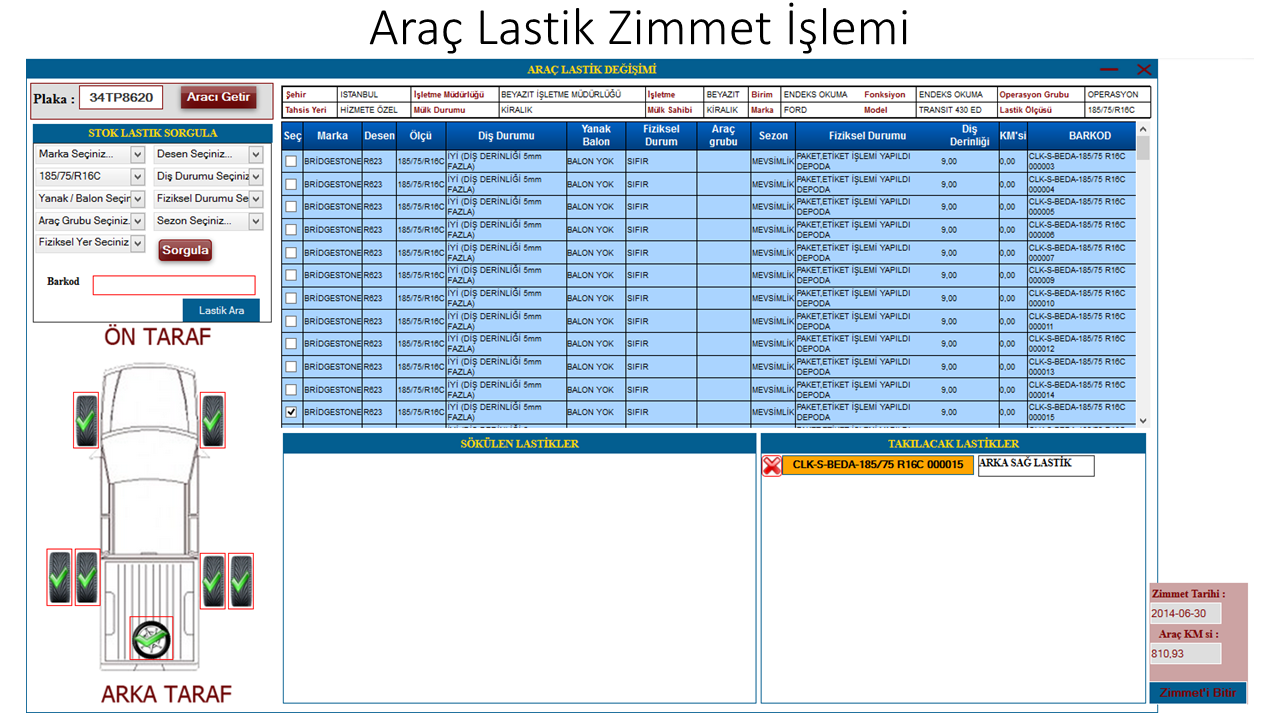 Araç Lastik Zimmet İşlemi
ARAÇ LASTİK DEĞİŞİMİ
Plaka : 34TP8620 Aracı Getir
Şehir ISTANBUL İşletme Müdürlüğü BEYAZIT İŞLETME MÜDÜRLÜĞÜ İşletme BEYAZIT Birim ENDEKS OKUMA Fonksiyon ENDEKS OKUMA Operasyon Grubu OPERASYON
Tahsis Yeri HİZMETE ÖZEL Mülk Durumu KİRALIK Mülk Sahibi KİRALIK Marka FORD Model TRANSIT 430 ED Lastik Ölçüsü 185/75/R16C
STOK LASTIK SORGULA
Marka Seçiniz... Desen Seçiniz...
185/75/R16C Diş Durumu Seçiniz
Yanak / Balon Seçir Fiziksel Durumu Se
Araç Grubu Seçiniz. Sezon Seçiniz...
Fiziksel Yer Seciniz Sorgula
Barkod
Lastik Ara
Seç Marka Desen Ölçü Diş Durumu Yanak Balon Fiziksel Durum Araç grubu Sezon Fiziksel Durumu Diş Derinliği KM'si BARKOD
BRİDGESTONE R623 185/75/R16C İYİ (DİŞ DERİNLİĞİ 5mm FAZLA) BALON YOK SIFIR MEVSİMLİK PAKET,ETİKET İŞLEMİ YAPILDI DEPODA 9,00 0,00 CLK-S-BEDA-185/75 R16C 000003
BRİDGESTONE R623 185/75/R16C İYİ (DİŞ DERİNLİĞİ 5mm FAZLA) BALON YOK SIFIR MEVSİMLİK PAKET,ETİKET İŞLEMİ YAPILDI DEPODA 9,00 0,00 CLK-S-BEDA-185/75 R16C 000004
BRİDGESTONE R623 185/75/R16C İYİ (DİŞ DERİNLİĞİ 5mm FAZLA) BALON YOK SIFIR MEVSİMLİK PAKET,ETİKET İŞLEMİ YAPILDI DEPODA 9,00 0,00 CLK-S-BEDA-185/75 R16C 000005
BRİDGESTONE R623 185/75/R16C İYİ (DİŞ DERİNLİĞİ 5mm FAZLA) BALON YOK SIFIR MEVSİMLİK PAKET,ETİKET İŞLEMİ YAPILDI DEPODA 9,00 0,00 CLK-S-BEDA-185/75 R16C 000006
BRİDGESTONE R623 185/75/R16C İYİ (DİŞ DERİNLİĞİ 5mm FAZLA) BALON YOK SIFIR MEVSİMLİK PAKET,ETİKET İŞLEMİ YAPILDI DEPODA 9,00 0,00 CLK-S-BEDA-185/75 R16C 000007
BRİDGESTONE R623 185/75/R16C İYİ (DİŞ DERİNLİĞİ 5mm FAZLA) BALON YOK SIFIR MEVSİMLİK PAKET,ETİKET İŞLEMİ YAPILDI DEPODA 9,00 0,00 CLK-S-BEDA-185/75 R16C 000009
BRİDGESTONE R623 185/75/R16C İYİ (DİŞ DERİNLİĞİ 5mm FAZLA) BALON YOK SIFIR MEVSİMLİK PAKET,ETİKET İŞLEMİ YAPILDI DEPODA 9,00 0,00 CLK-S-BEDA-185/75 R16C 000010
BRİDGESTONE R623 185/75/R16C İYİ (DİŞ DERİNLİĞİ 5mm FAZLA) BALON YOK SIFIR MEVSİMLİK PAKET,ETİKET İŞLEMİ YAPILDI DEPODA 9,00 0,00 CLK-S-BEDA-185/75 R16C 000011
BRİDGESTONE R623 185/75/R16C İYİ (DİŞ DERİNLİĞİ 5mm FAZLA) BALON YOK SIFIR MEVSİMLİK PAKET,ETİKET İŞLEMİ YAPILDI DEPODA 9,00 0,00 CLK-S-BEDA-185/75 R16C 000012
BRİDGESTONE R623 185/75/R16C İYİ (DİŞ DERİNLİĞİ 5mm FAZLA) BALON YOK SIFIR MEVSİMLİK PAKET,ETİKET İŞLEMİ YAPILDI DEPODA 9,00 0,00 CLK-S-BEDA-185/75 R16C 000013
BRİDGESTONE R623 185/75/R16C İYİ (DİŞ DERİNLİĞİ 5mm FAZLA) BALON YOK SIFIR MEVSİMLİK PAKET,ETİKET İŞLEMİ YAPILDI DEPODA 9,00 0,00 CLK-S-BEDA-185/75 R16C 000014
BRİDGESTONE R623 185/75/R16C İYİ (DİŞ DERİNLİĞİ 5mm FAZLA) BALON YOK SIFIR MEVSİMLİK PAKET,ETİKET İŞLEMİ YAPILDI DEPODA 9,00 0,00 CLK-S-BEDA-185/75 R16C 000015
ÖN TARAF
ARKA TARAF
SÖKÜLEN LASTİKLER
TAKILACAK LASTİKLER
CLK-S-BEDA-185/75 R16C 000015 ARKA SAĞ LASTİK
Zimmet Tarihi :
2014-06-30
Araç KM si :
810,93
Zimmet'i Bitir